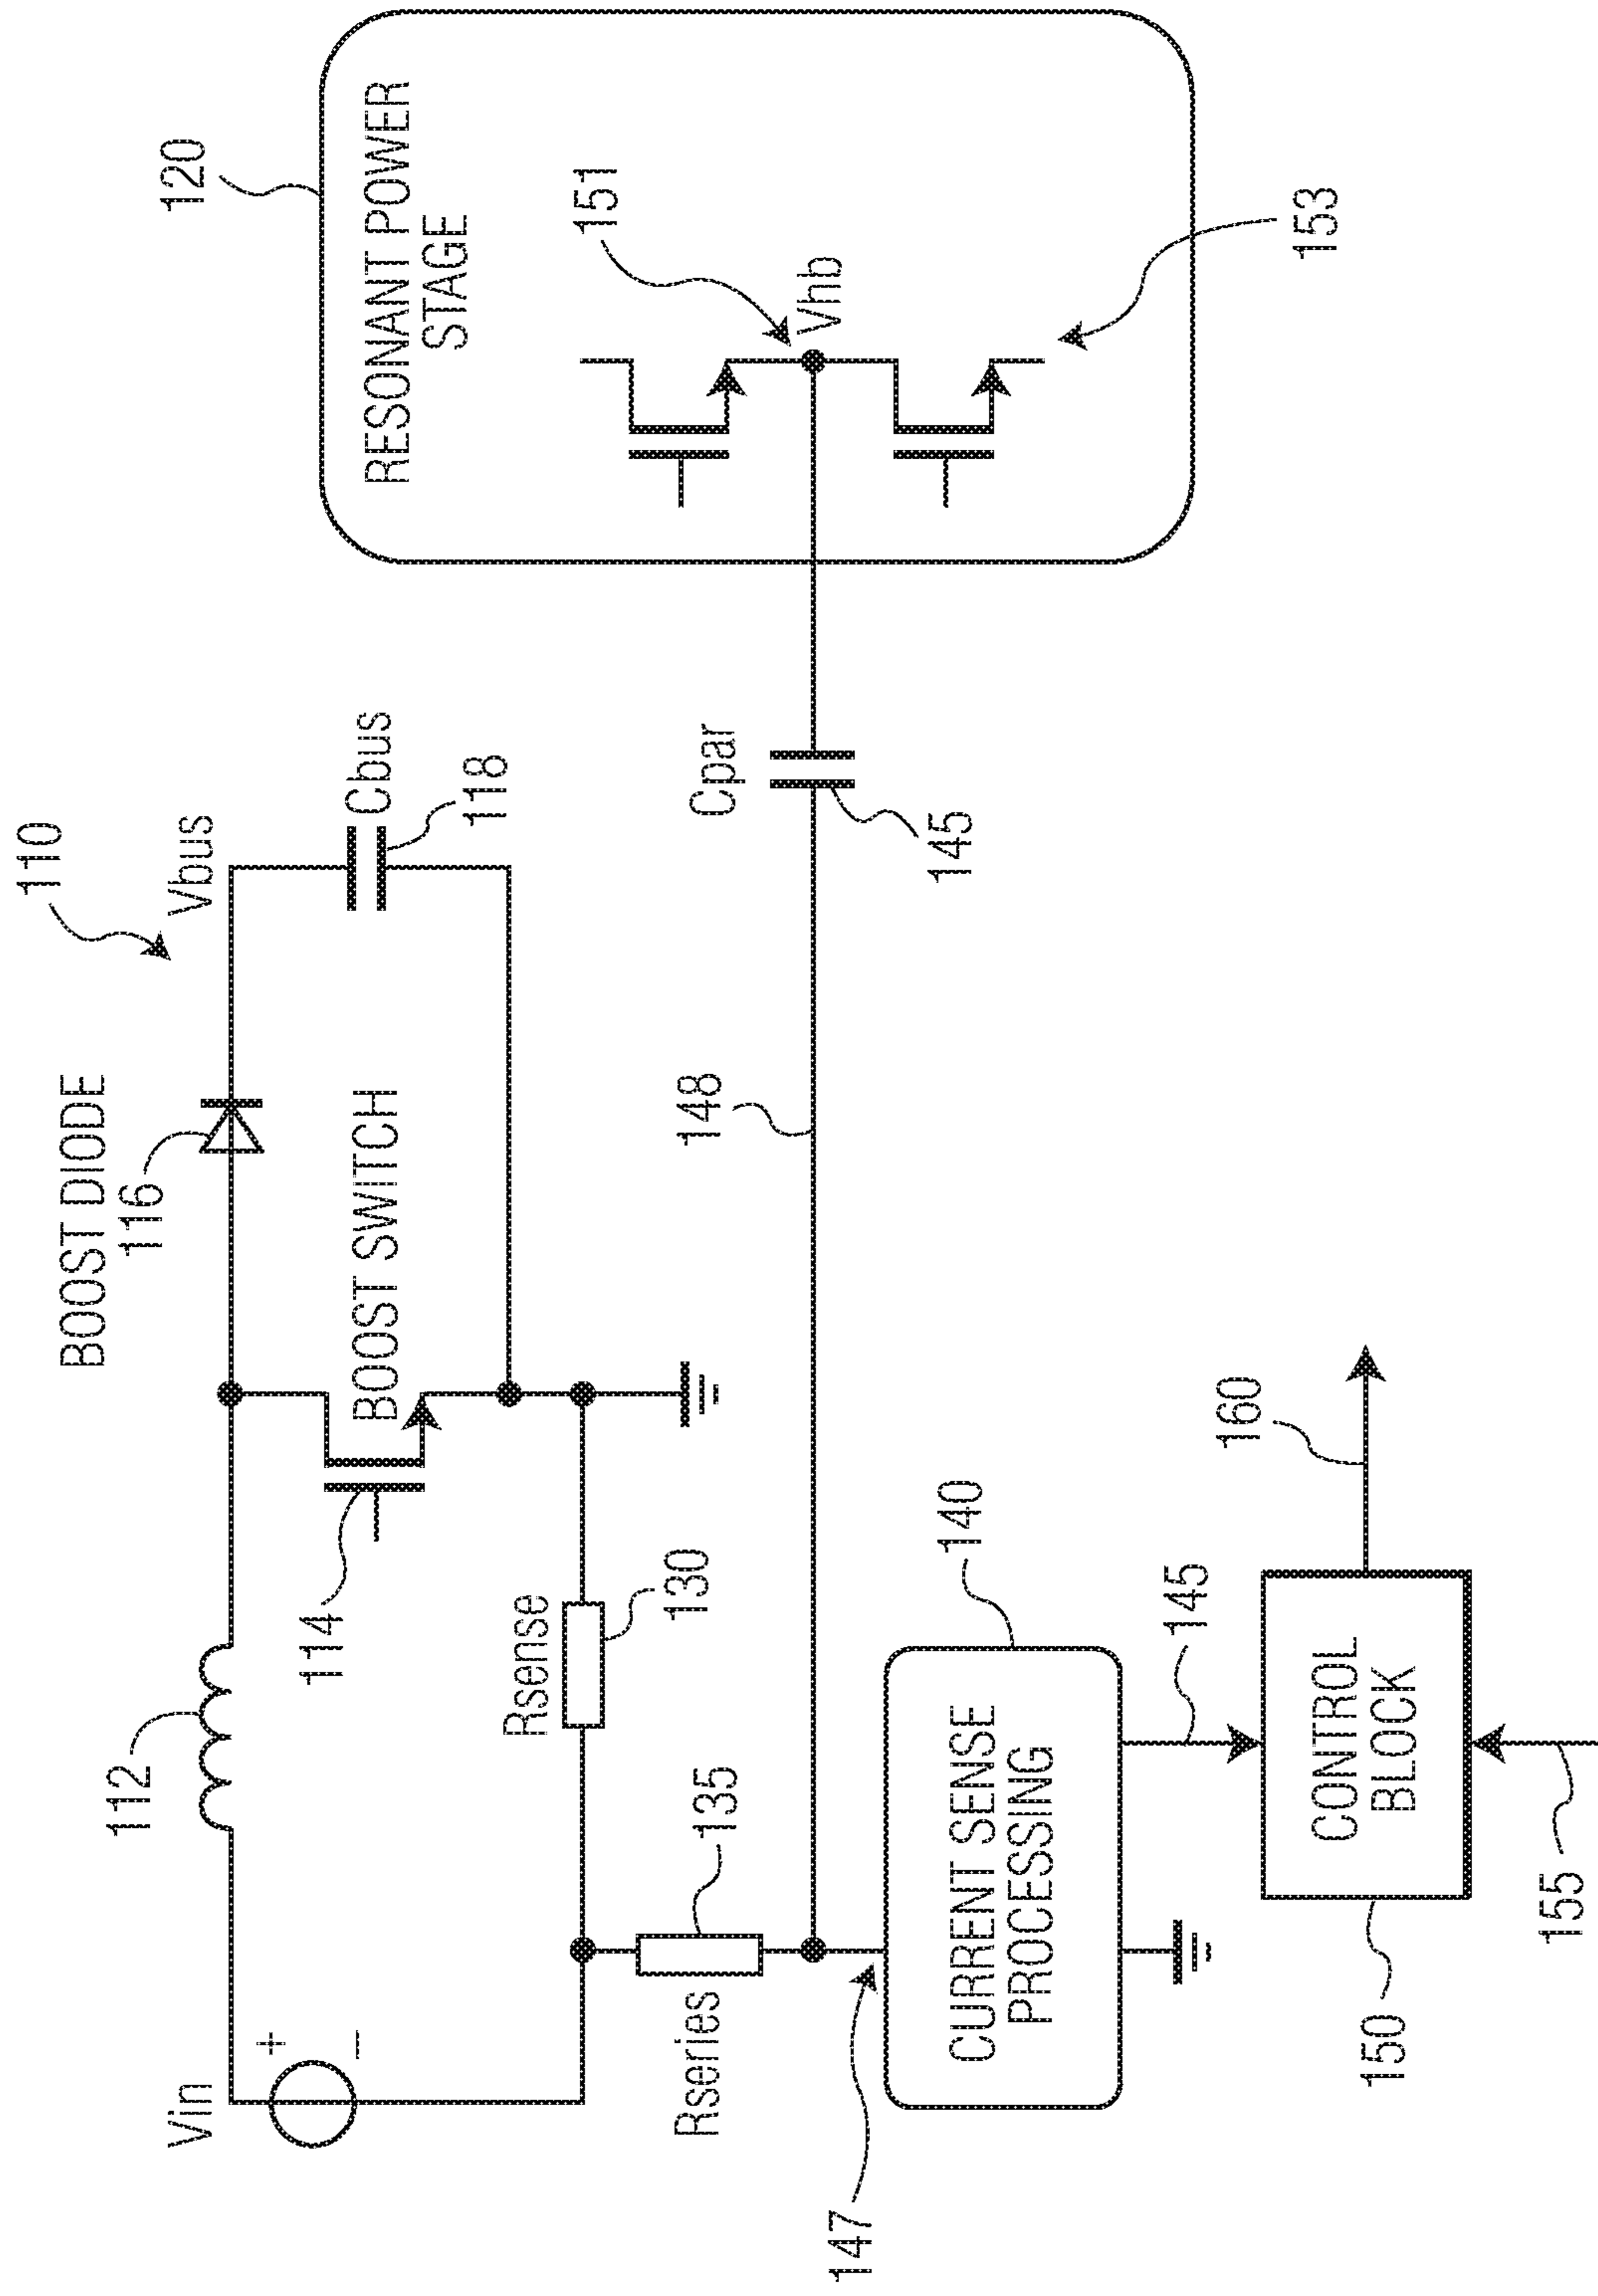 110
BOOST DIODE
116
Vbus
Vin
+
−
112
114
BOOST SWITCH
Cbus
118
120
RESONANT POWER
STAGE
151
Vhb
153
Rsense
130
Rseries
135
148
Cpar
145
147
CURRENT SENSE
PROCESSING
140
145
150
CONTROL
BLOCK
160
155